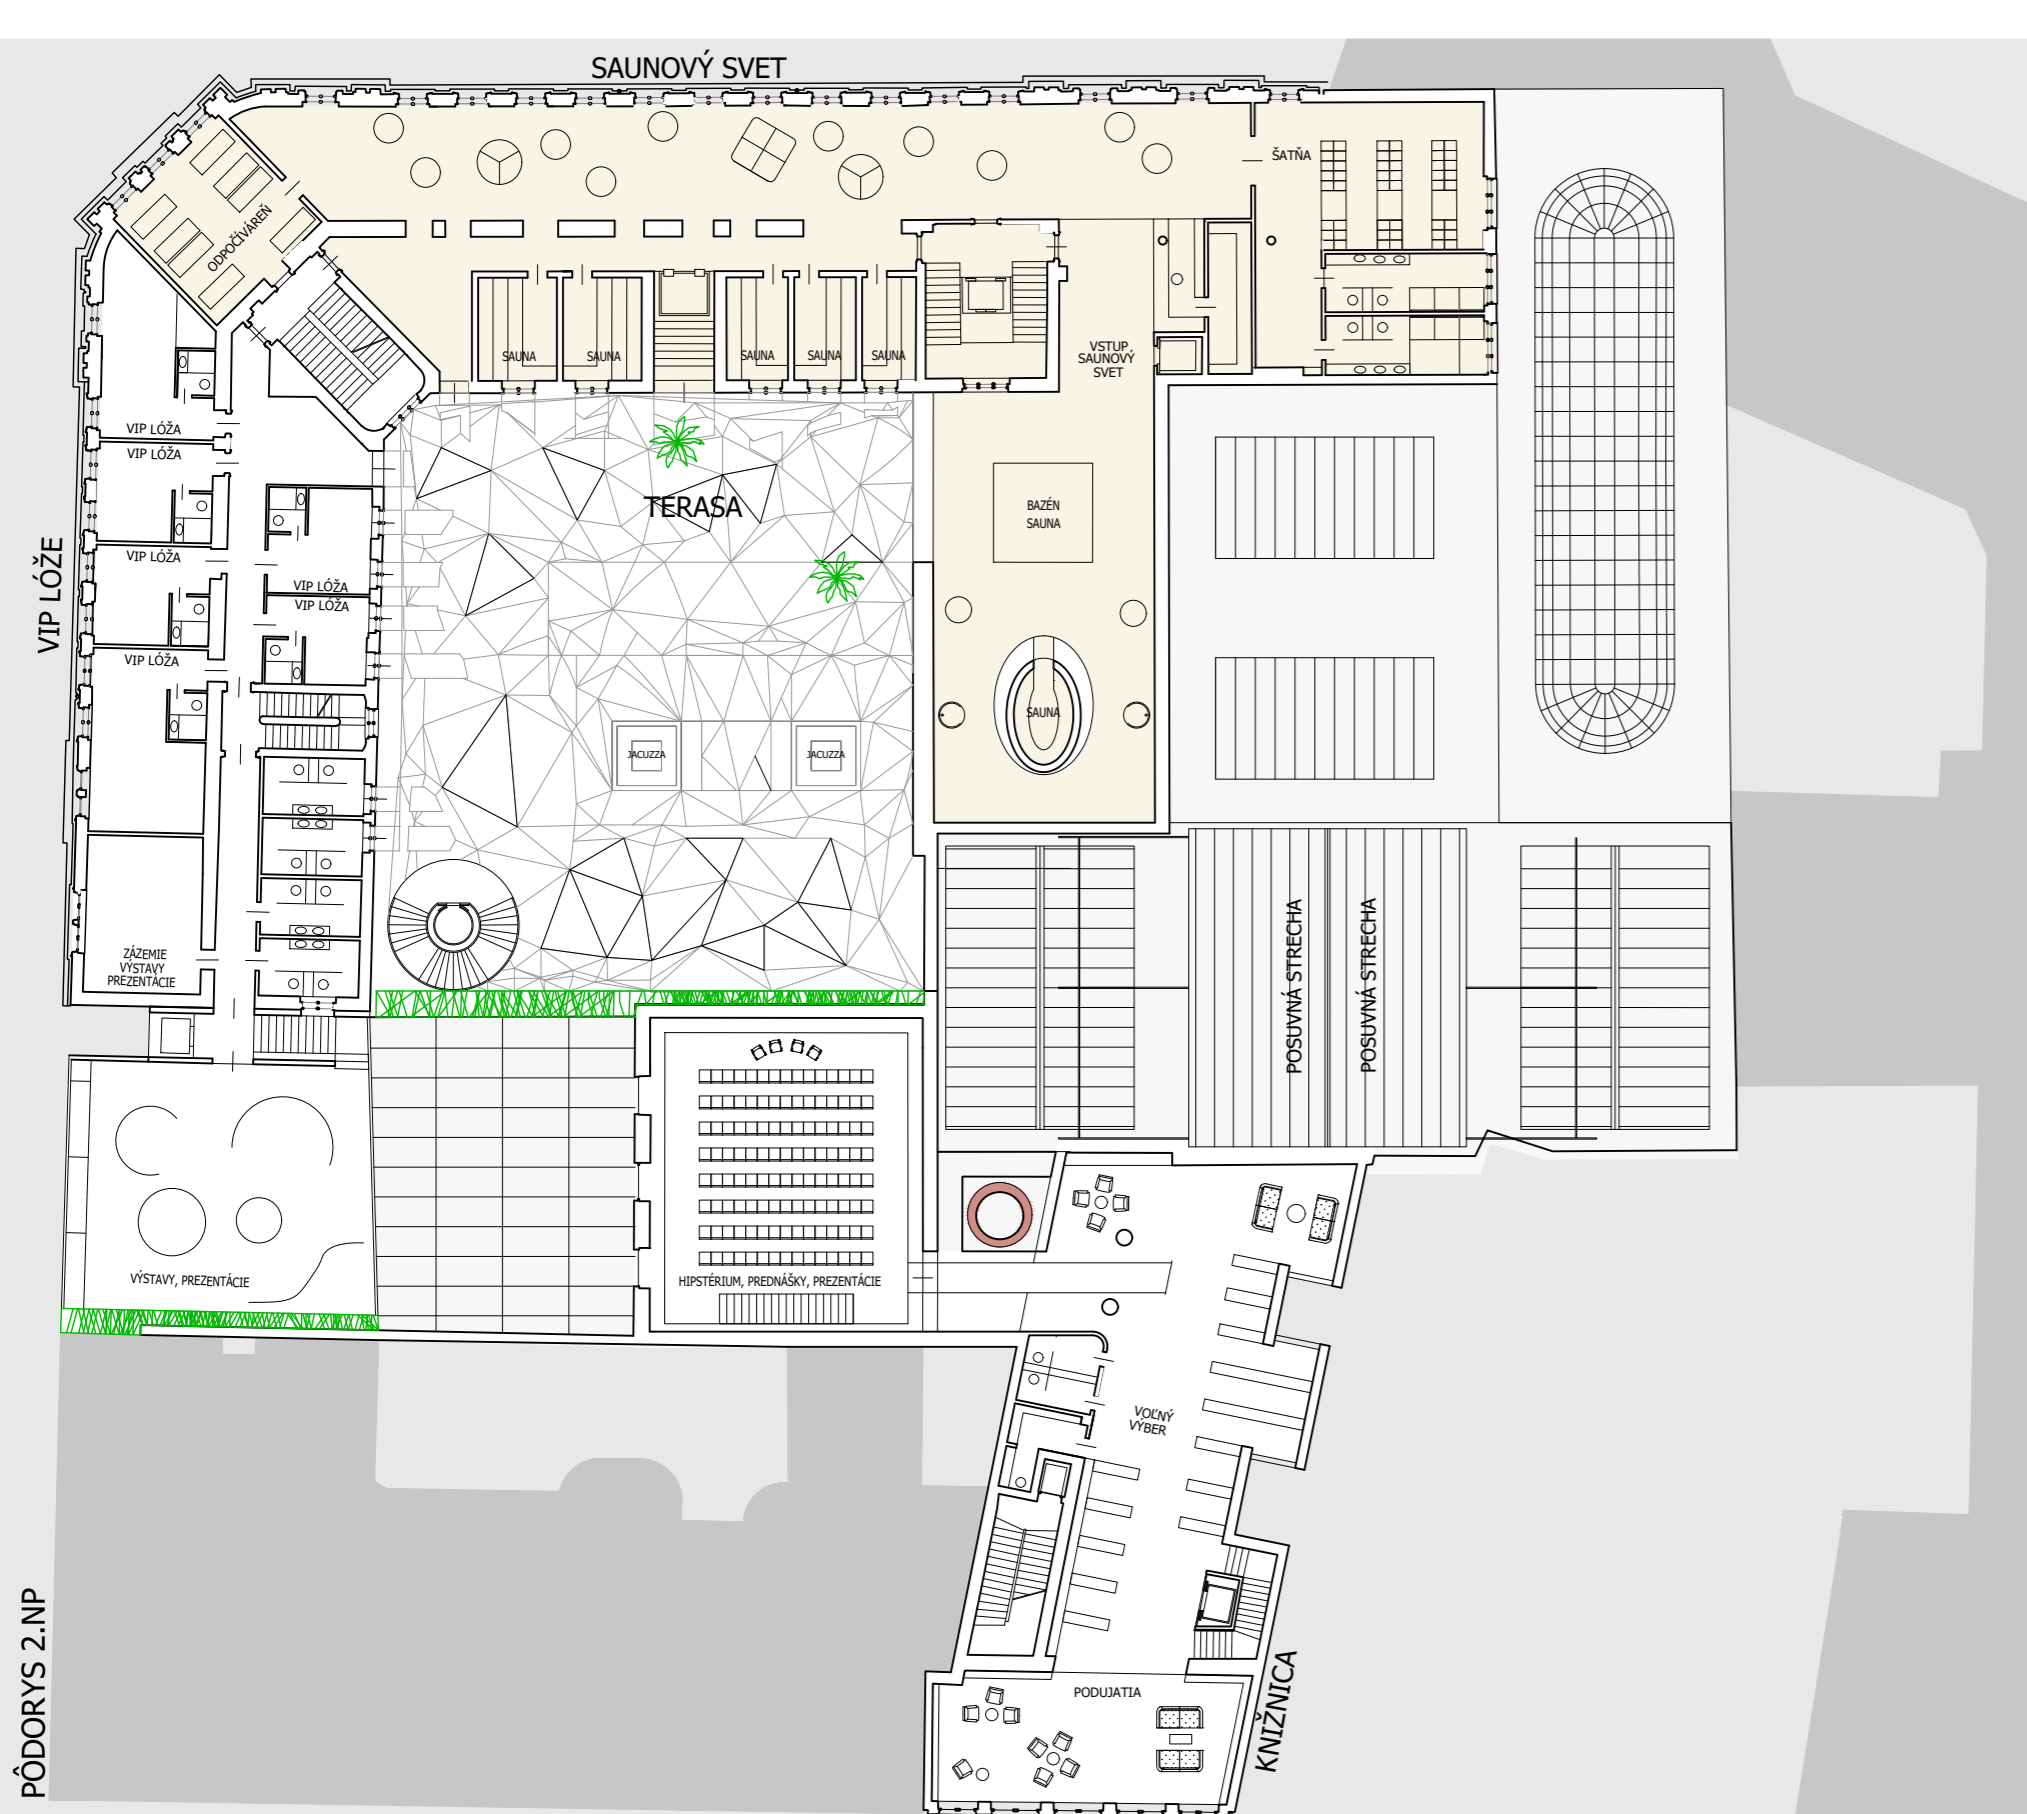 SAUNOVÝ SVET
ŠATŇA
ODPOČÍVÁREŇ
VSTUP
SAUNOVÝ
SVET
SAUNA
SAUNA
SAUNA
SAUNA
SAUNA
VIP LÓŽA
VIP LÓŽA
TERASA
BAZÉN
SAUNA
VIP LÓŽE
VIP LÓŽA
VIP LÓŽA
VIP LÓŽA
VIP LÓŽA
SAUNA
JACUZZA
JACUZZA
ZÁZEMIE
VÝSTAVY
PREZENTÁCIE
POSUVNÁ STRECHA
POSUVNÁ STRECHA
VÝSTAVY, PREZENTÁCIE
HIPSTÉRIUM, PREDNÁŠKY, PREZENTÁCIE
VOĽNÝ
VÝBER
PODUJATIA
KNIŽNICA
PÔDORYS 2.NP